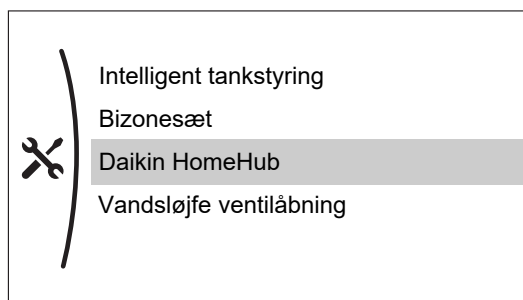 Intelligent tankstyring
Bizonesæt
Daikin HomeHub
Vandsløjfe ventilåbning